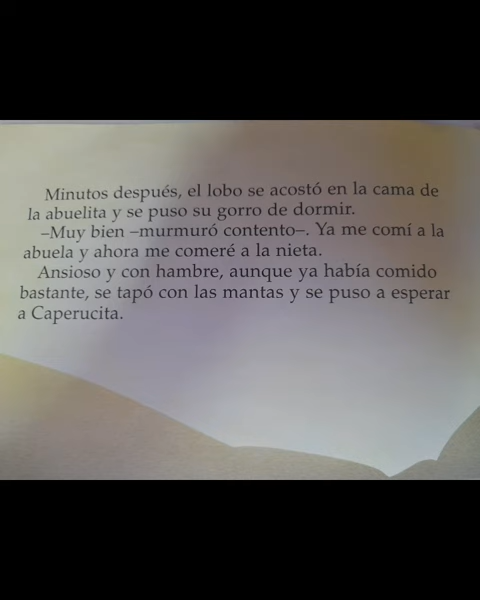 Minutos después, el lobo se acostó en la cama de
la abuelita y se puso su gorro de dormir.
–Muy bien –murmuró contento–. Ya me comí a la
abuela y ahora me comeré a la nieta.
Ansioso y con hambre, aunque ya había comido
bastante, se tapó con las mantas y se puso a esperar
a Caperucita.